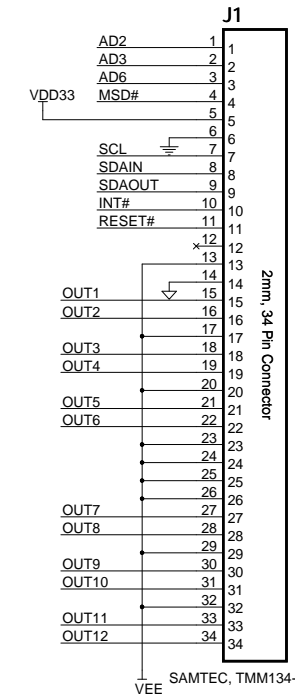 J1
AD2 1 1
AD3 2 2
AD6 3 3
VDD33 MSD# 4 4
5 5
6 6
SCL 7 7
SDAIN 8 8
SDAOUT 9 9
INT# 10 10
RESET# 11 11
12 12
13 13
14 14
OUT1 15 15
OUT2 16 16
17 17
OUT3 18 18
OUT4 19 19
20 20
OUT5 21 21
OUT6 22 22
23 23
24 24
25 25
26 26
OUT7 27 27
OUT8 28 28
29 29
OUT9 30 30
OUT10 31 31
32 32
OUT11 33 33
OUT12 34 34
2mm, 34 Pin Connector
VEE
SAMTEC, TMM134-